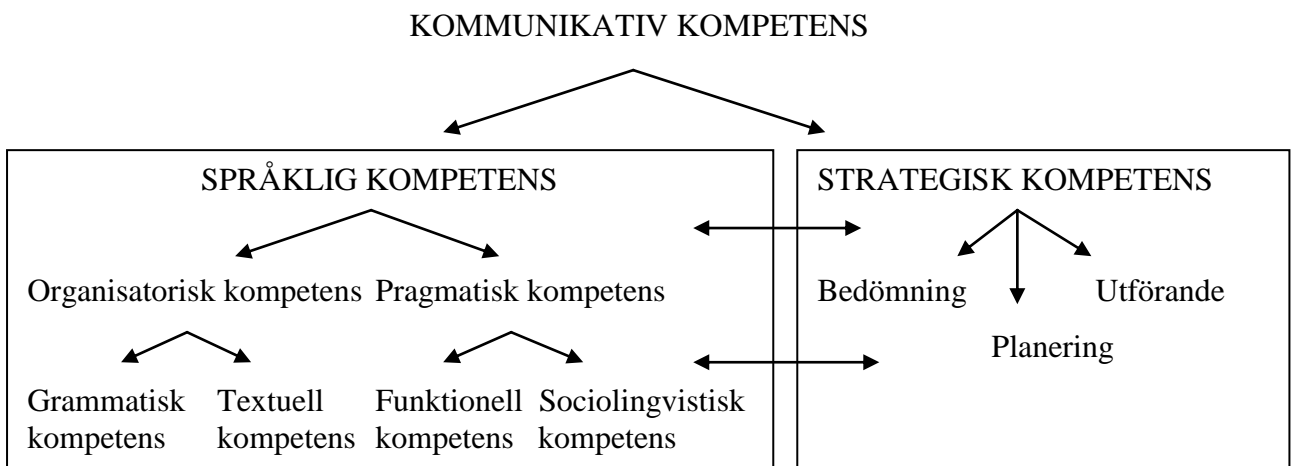 KOMMUNIKATIV KOMPETENS
SPRÅKLIG KOMPETENS
STRATEGISK KOMPETENS
Organisatorisk kompetens Pragmatisk kompetens
Bedömning
Utförande
Planering
Grammatisk kompetens
Textuell kompetens
Funktionell kompetens
Sociolingvistisk kompetens